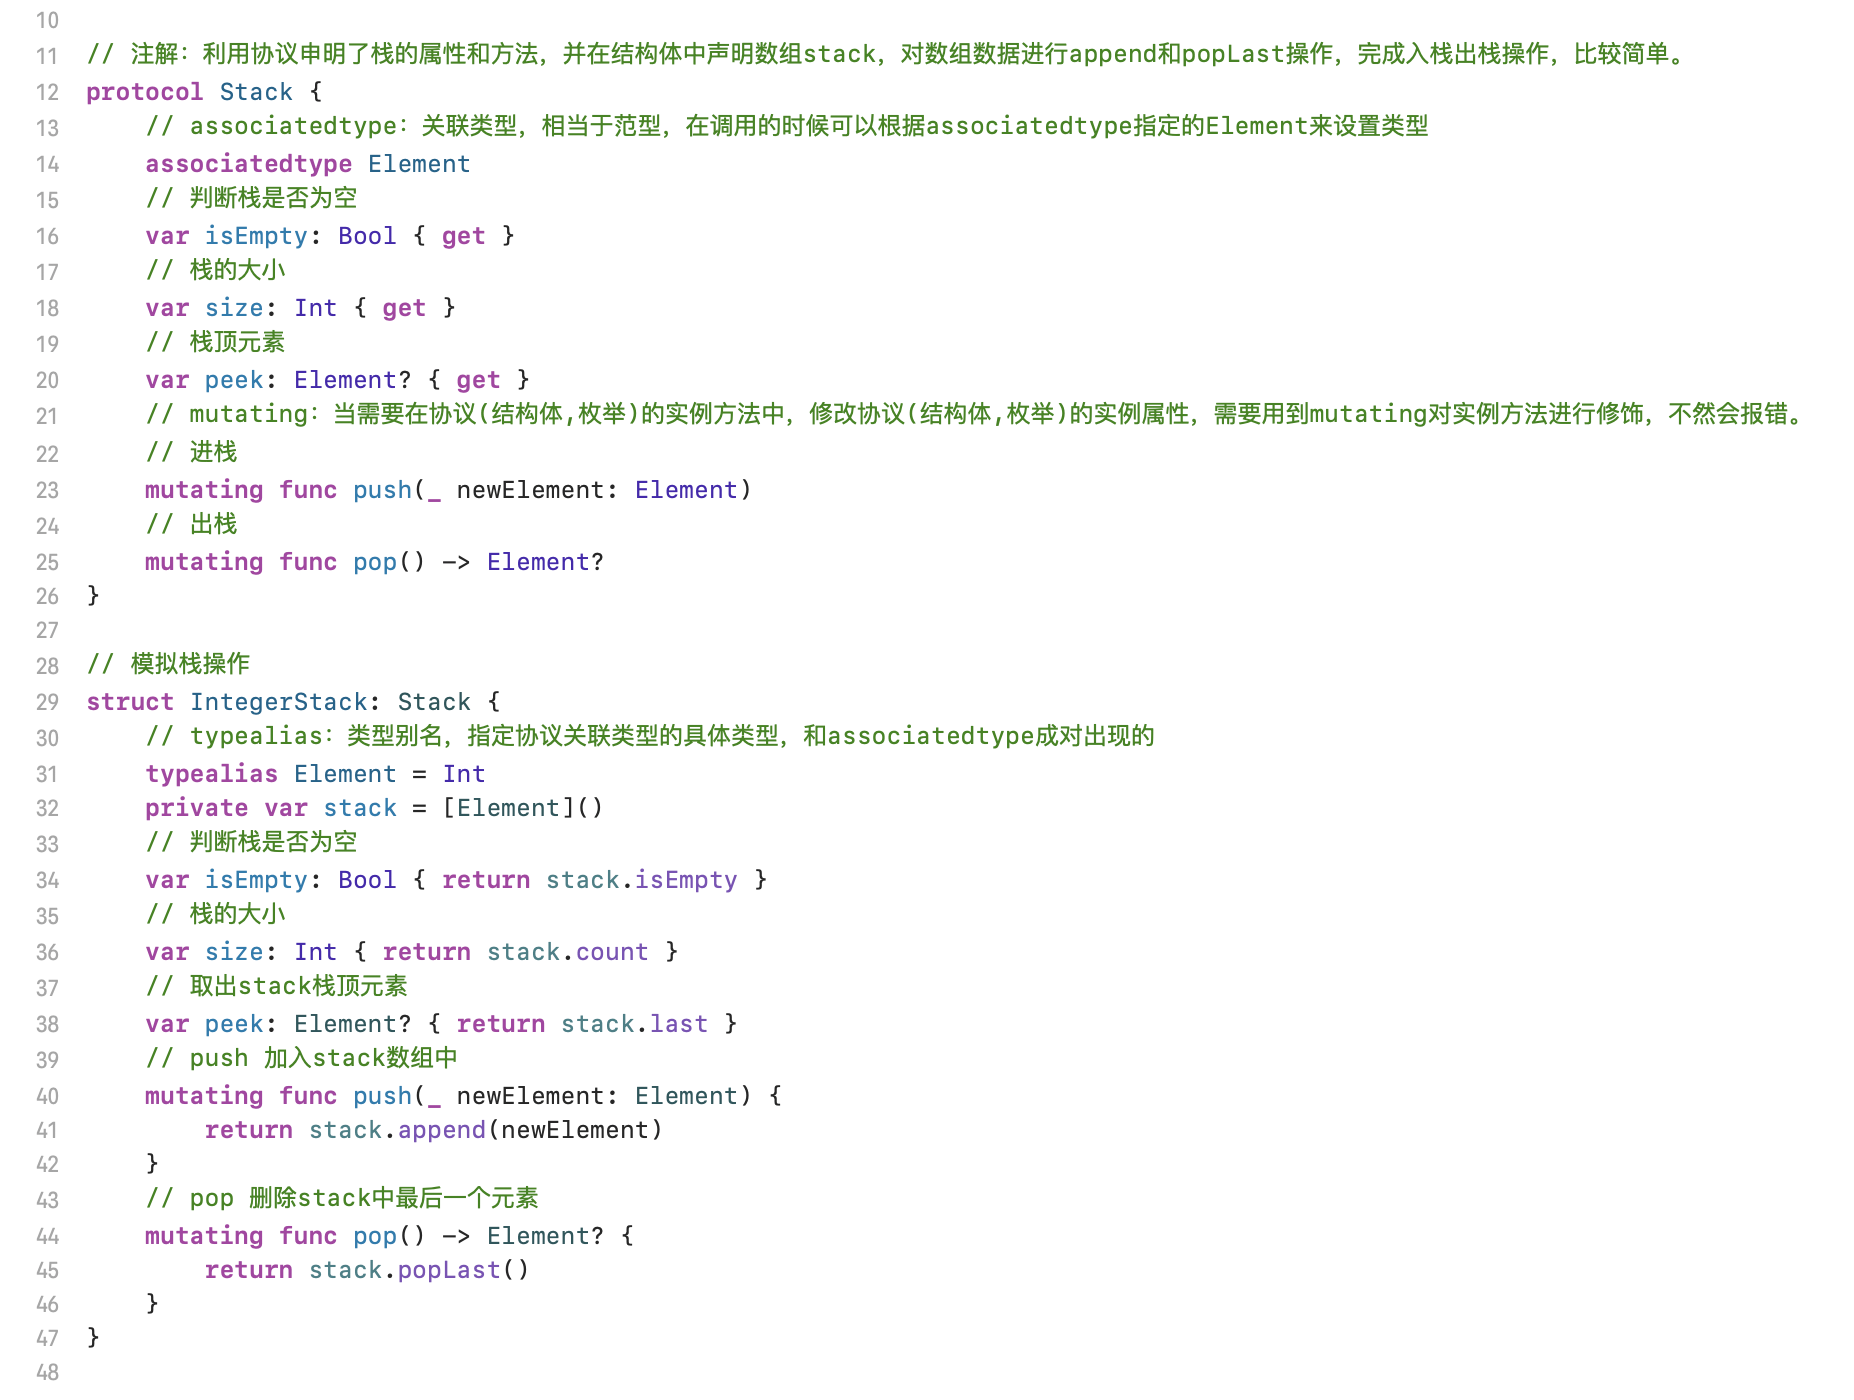 10
11 // 注解：利用协议申明了栈的属性和方法，并在结构体中声明数组stack，对数组数据进行append和popLast操作，完成入栈出栈操作，比较简单。
12 protocol Stack {
13     // associatedtype：关联类型，相当于范型，在调用的时候可以根据associatedtype指定的Element来设置类型
14     associatedtype Element
15     // 判断栈是否为空
16     var isEmpty: Bool { get }
17     // 栈的大小
18     var size: Int { get }
19     // 栈顶元素
20     var peek: Element? { get }
21     // mutating：当需要在协议(结构体,枚举)的实例方法中，修改协议(结构体,枚举)的实例属性，需要用到mutating对实例方法进行修饰，不然会报错。
22     // 进栈
23     mutating func push(_ newElement: Element)
24     // 出栈
25     mutating func pop() -> Element?
26 }
27
28 // 模拟栈操作
29 struct IntegerStack: Stack {
30     // typealias：类型别名，指定协议关联类型的具体类型，和associatedtype成对出现的
31     typealias Element = Int
32     private var stack = [Element]()
33     // 判断栈是否为空
34     var isEmpty: Bool { return stack.isEmpty }
35     // 栈的大小
36     var size: Int { return stack.count }
37     // 取出stack栈顶元素
38     var peek: Element? { return stack.last }
39     // push 加入stack数组中
40     mutating func push(_ newElement: Element) {
41         return stack.append(newElement)
42     }
43     // pop 删除stack中最后一个元素
44     mutating func pop() -> Element? {
45         return stack.popLast()
46     }
47 }
48